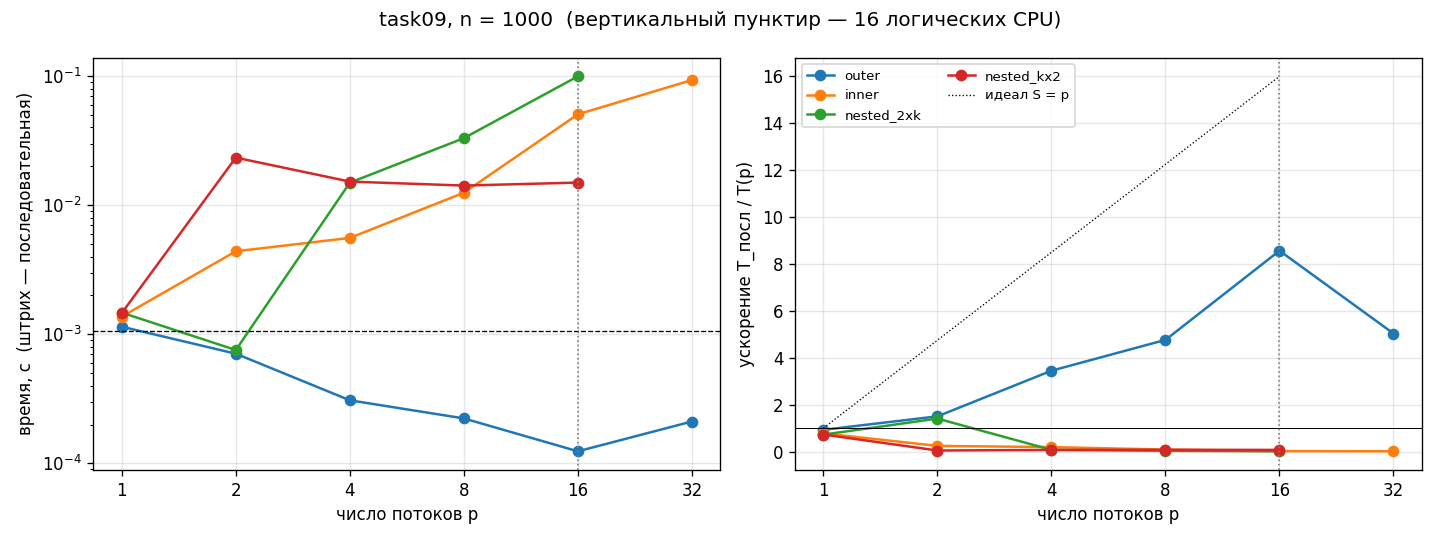 task09, n = 1000  (вертикальный пунктир — 16 логических CPU)
время, с  (штрих — последовательная)
10⁻¹
10⁻²
10⁻³
10⁻⁴
1 2 4 8 16 32
число потоков p
ускорение T_посл / T(p)
16
14
12
10
8
6
4
2
0
outer
inner
nested_2xk
nested_kx2
идеал S = p
1 2 4 8 16 32
число потоков p